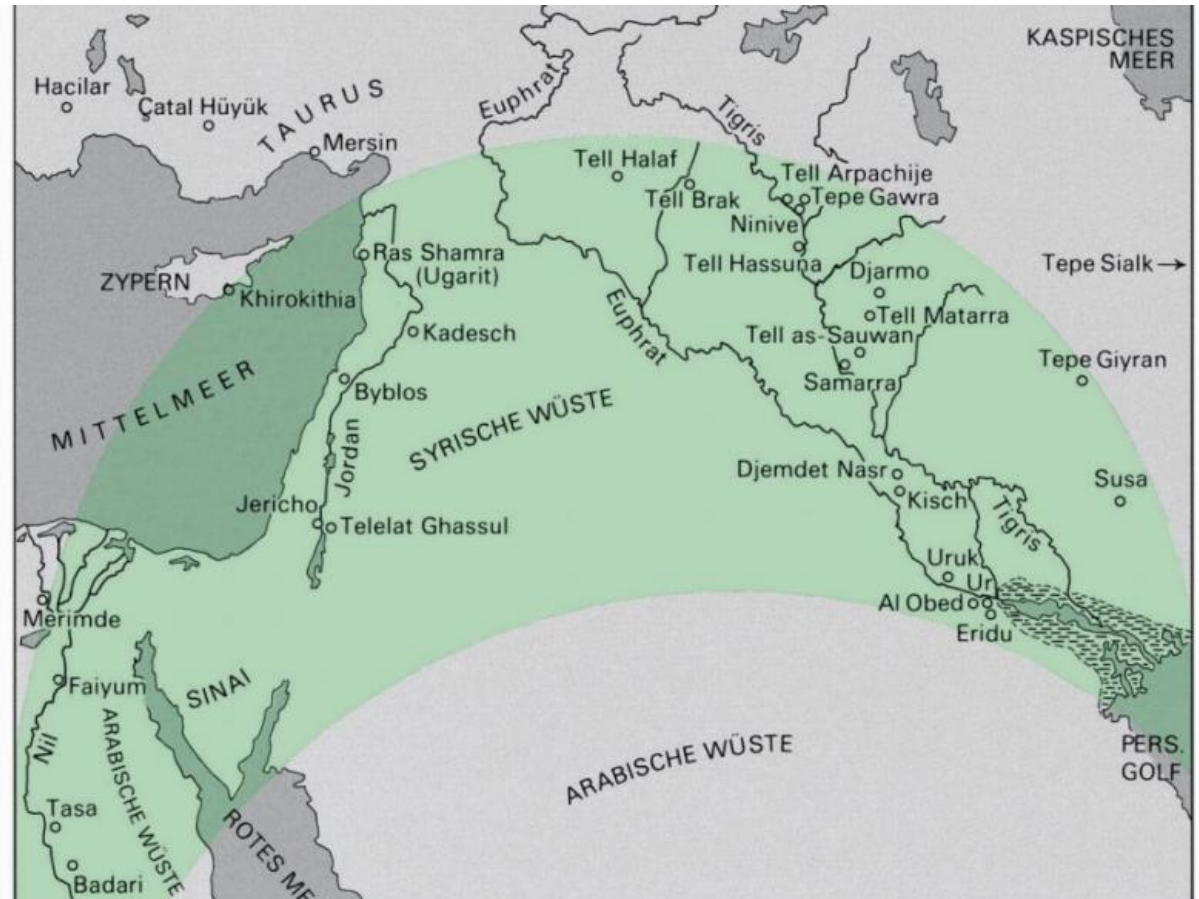 KASPISCHES
MEER
Hacilar
Çatal Hüyük
TAURUS
Mersin
Euphrat
Tigris
Tell Halaf
Tell Brak
Tell Arpachije
Tepe Gawra
Ninive
Tell Hassuna
Djarmo
Tepe Sialk →
ZYPERN
Khirokithia
Ras Shamra
(Ugarit)
Kadesch
Euphrat
Tell Matarra
Tell as-Sauwan
Samarra
Tepe Giyran
Byblos
MITTELMEER
SYRISCHE WÜSTE
Jordan
Djemdet Nasr
Kisch
Susa
Jericho
Telelat Ghassul
Tigris
Uruk
Ur
Al Obed
Eridu
Merimde
Faiyum
SINAI
Nil
ARABISCHE WÜSTE
ARABISCHE WÜSTE
PERS.
GOLF
Tasa
Badari
ROTES ME